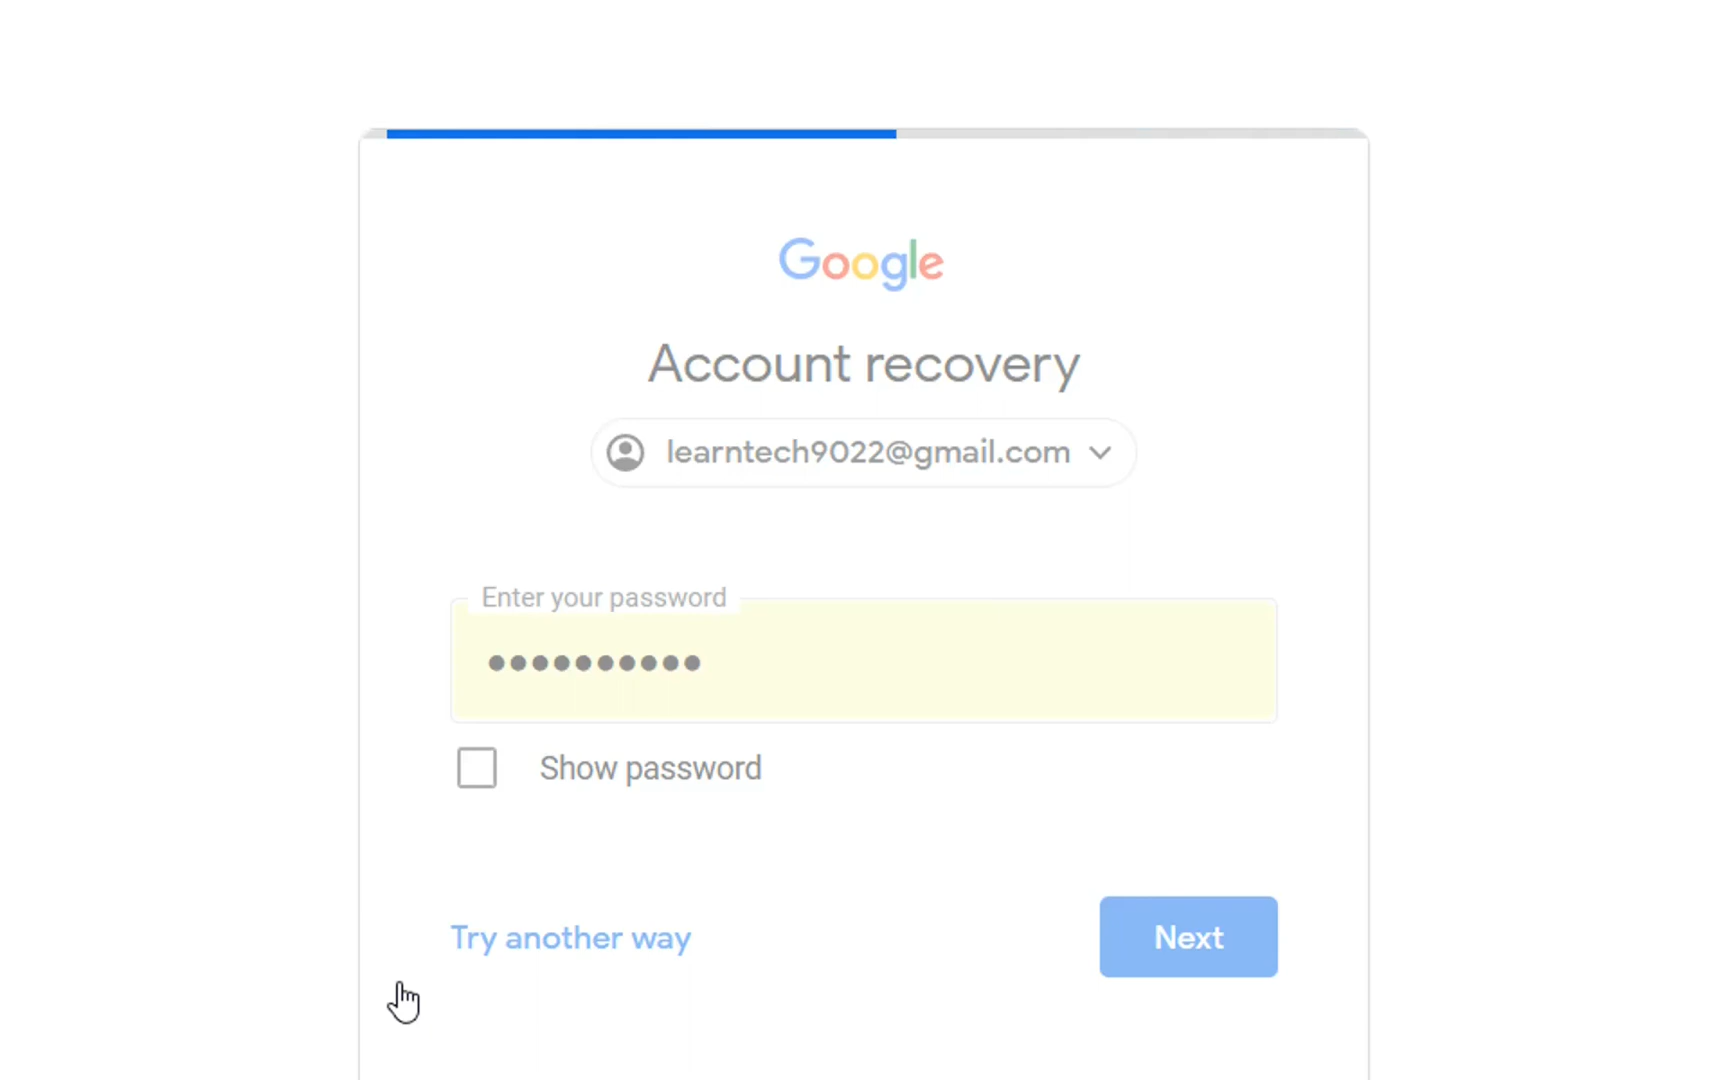 Google
Account recovery
learntech9022@gmail.com
Enter your password
Show password
Try another way
Next